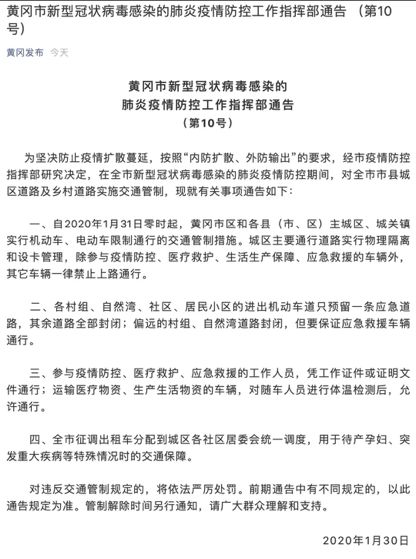 黄冈市新型冠状病毒感染的肺炎疫情防控工作指挥部通告 （第10
号）
黄冈发布 今天
黄冈市新型冠状病毒感染的
肺炎疫情防控工作指挥部通告
（第10号）
为坚决防止疫情扩散蔓延，按照“内防扩散、外防输出”的要求，经市疫情防控
指挥部研究决定，在全市新型冠状病毒感染的肺炎疫情防控期间，对全市市县城
区道路及乡村道路实施交通管制，现就有关事项通告如下：
一、自2020年1月31日零时起，黄冈市区和各县（市、区）主城区、城关镇
实行机动车、电动车限制通行的交通管制措施。城区主要通行道路实行物理隔离
和设卡管理，除参与疫情防控、医疗救护、生活生产保障、应急救援的车辆外，
其它车辆一律禁止上路通行。
二、各村组、自然湾、社区、居民小区的进出机动车道只预留一条应急道
路，其余道路全部封闭；偏远的村组、自然湾道路封闭，但要保证应急救援车辆
通行。
三、参与疫情防控、医疗救护、应急救援的工作人员，凭工作证件或证明文
件通行；运输医疗物资、生产生活物资的车辆，对随车人员进行体温检测后，允
许通行。
四、全市征调出租车分配到城区各社区居委会统一调度，用于待产孕妇、突
发重大疾病等特殊情况时的交通保障。
对违反交通管制规定的，将依法严厉处罚。前期通告中有不同规定的，以此
通告规定为准。管制解除时间另行通知，请广大群众理解和支持。
2020年1月30日